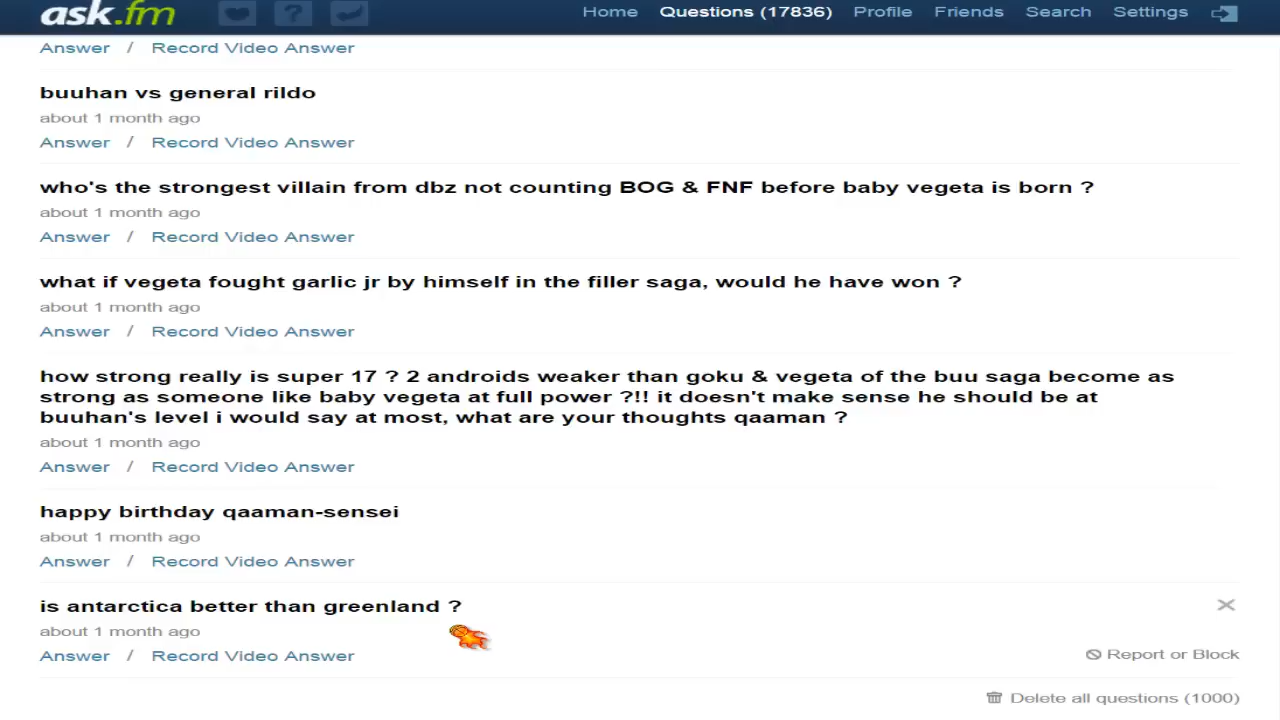 ask.fm Home Questions (17836) Profile Friends Search Settings
Answer / Record Video Answer
buuhan vs general rildo
about 1 month ago
Answer / Record Video Answer
who's the strongest villain from dbz not counting BOG & FNF before baby vegeta is born ?
about 1 month ago
Answer / Record Video Answer
what if vegeta fought garlic jr by himself in the filler saga, would he have won ?
about 1 month ago
Answer / Record Video Answer
how strong really is super 17 ? 2 androids weaker than goku & vegeta of the buu saga become as
strong as someone like baby vegeta at full power ?!! it doesn't make sense he should be at
buuhan's level i would say at most, what are your thoughts qaaman ?
about 1 month ago
Answer / Record Video Answer
happy birthday qaaman-sensei
about 1 month ago
Answer / Record Video Answer
is antarctica better than greenland ?
about 1 month ago
Answer / Record Video Answer Report or Block
Delete all questions (1000)